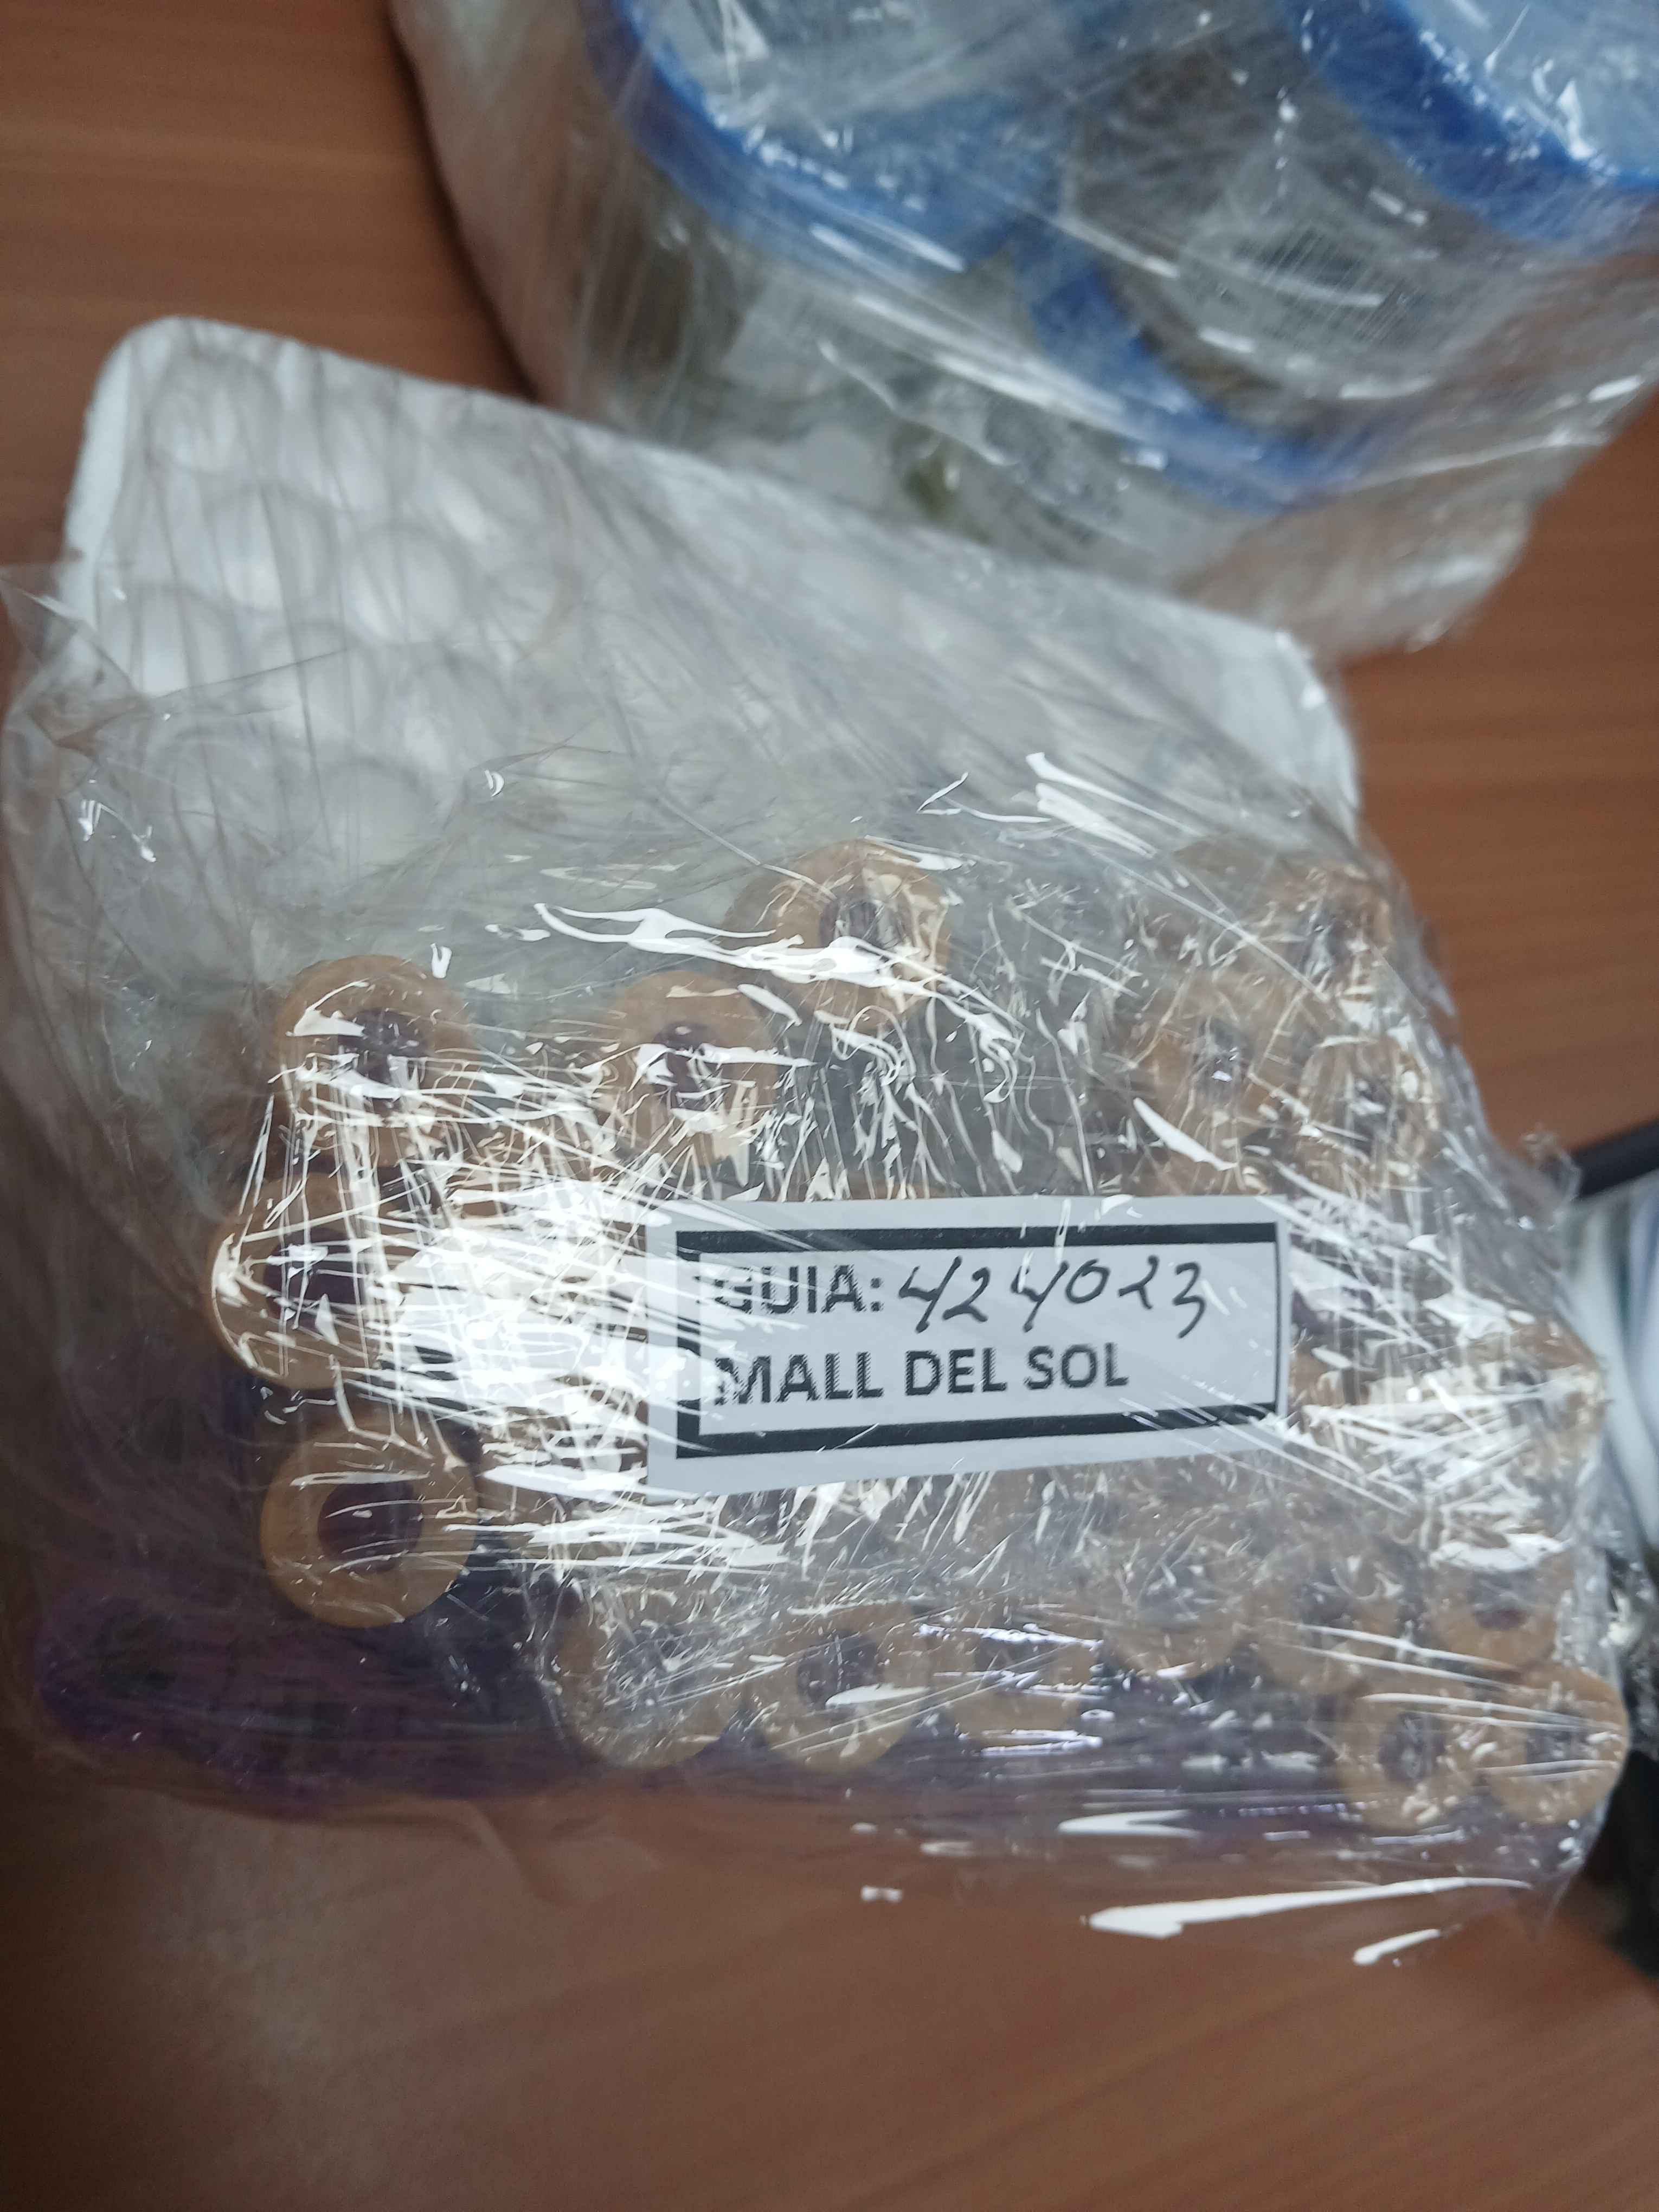 GUIA: 424023
MALL DEL SOL